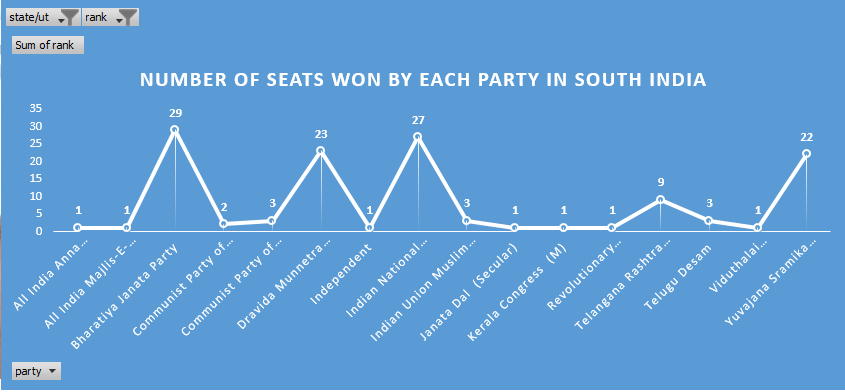 state/ut rank
Sum of rank
NUMBER OF SEATS WON BY EACH PARTY IN SOUTH INDIA
35
30
25
20
15
10
5
0
1
1
29
2
3
23
1
27
3
1
1
1
9
3
1
22
All India Anna...
All India Majlis-E-...
Bharatiya Janata Party
Communist Party of...
Communist Party of...
Dravida Munnetra...
Independent
Indian National...
Indian Union Muslim...
Janata Dal (Secular)
Kerala Congress (M)
Revolutionary...
Telangana Rashtra...
Telugu Desam
Viduthalai...
Yuvajana Sramika...
party